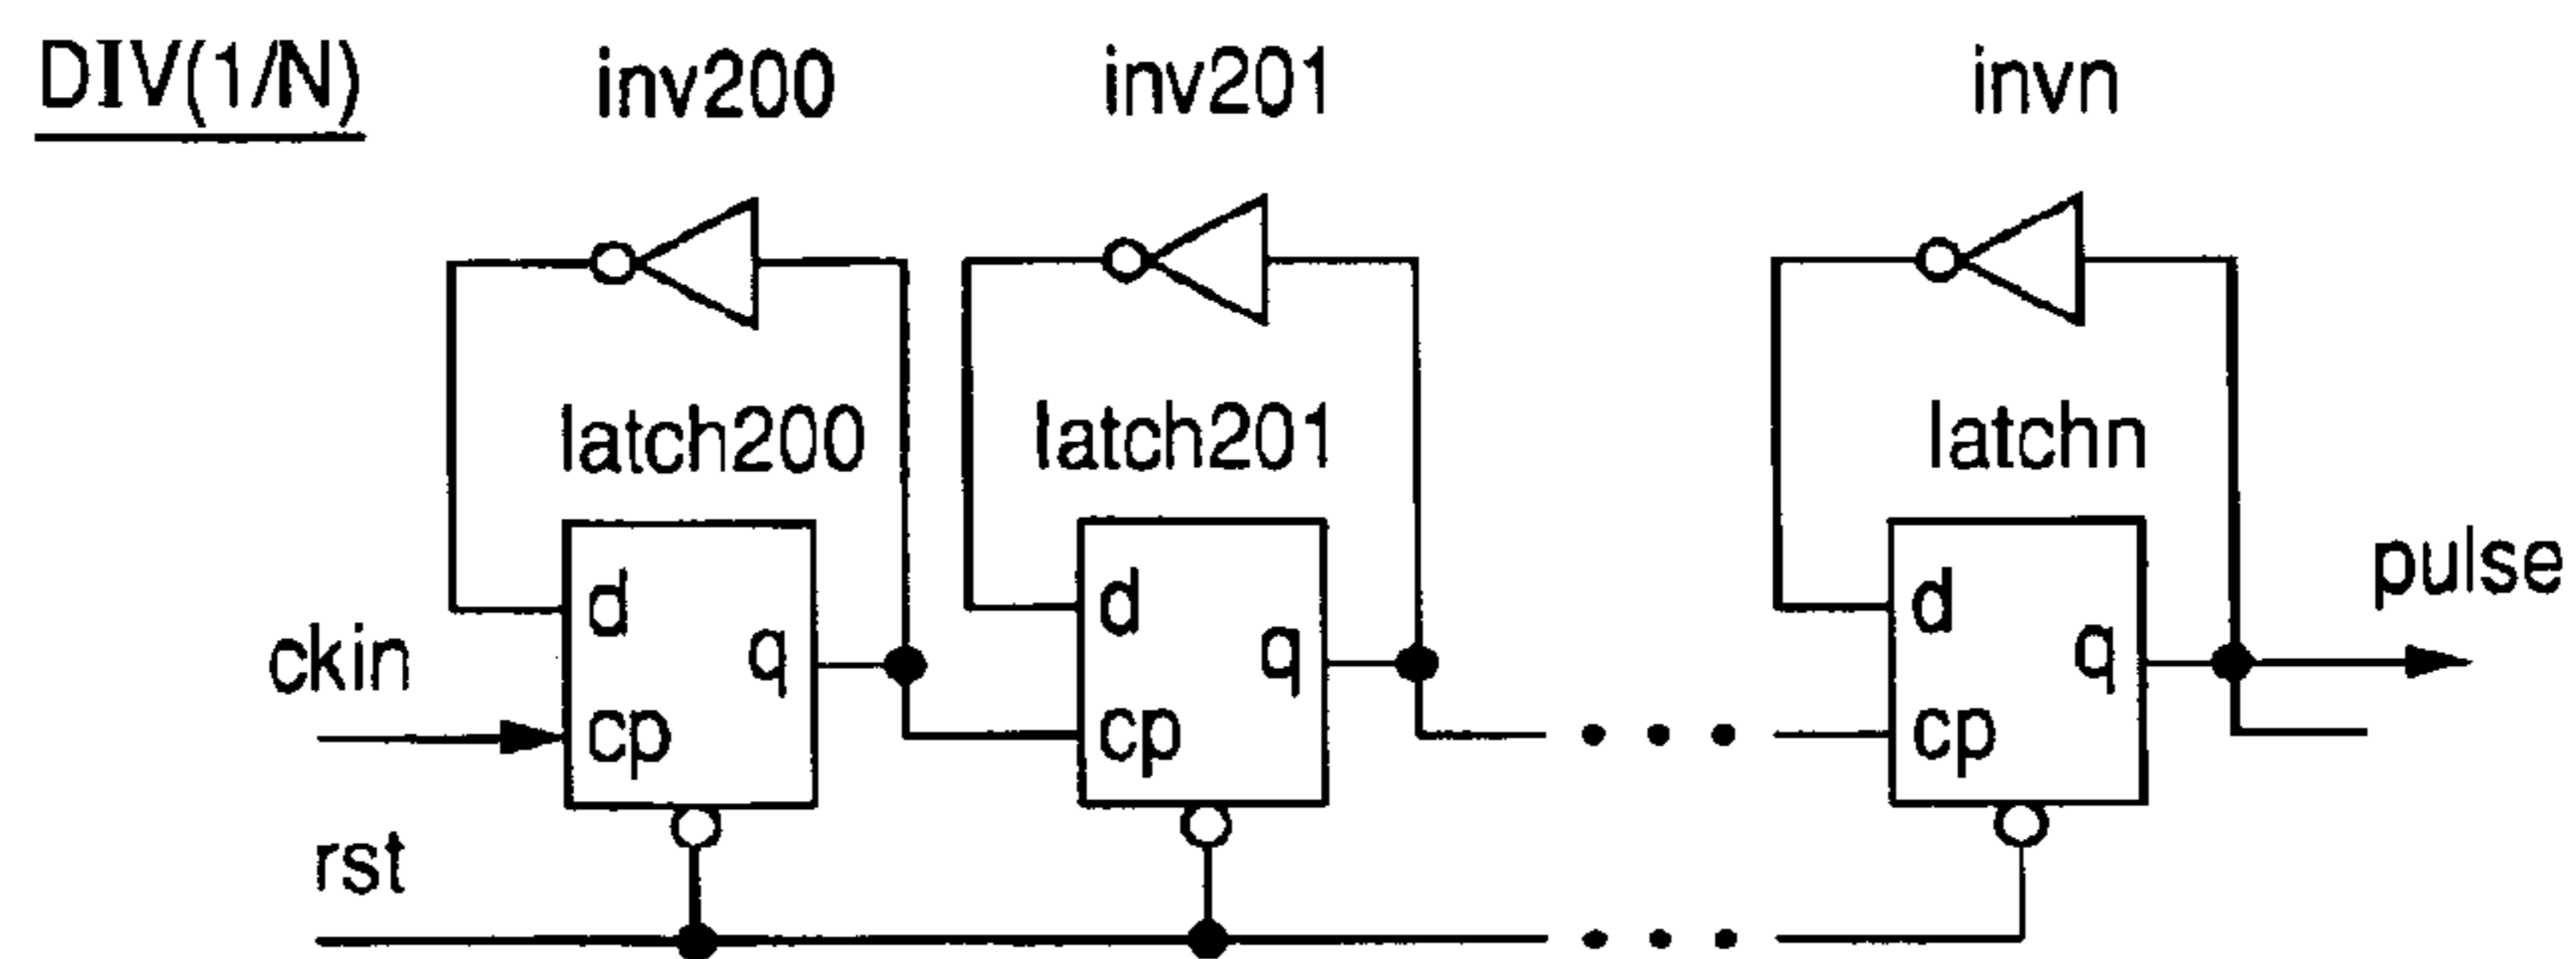 DIV(1/N) inv200 inv201 invn
latch200 latch201 latchn
d d d pulse
ckin q q q
cp cp cp
rst